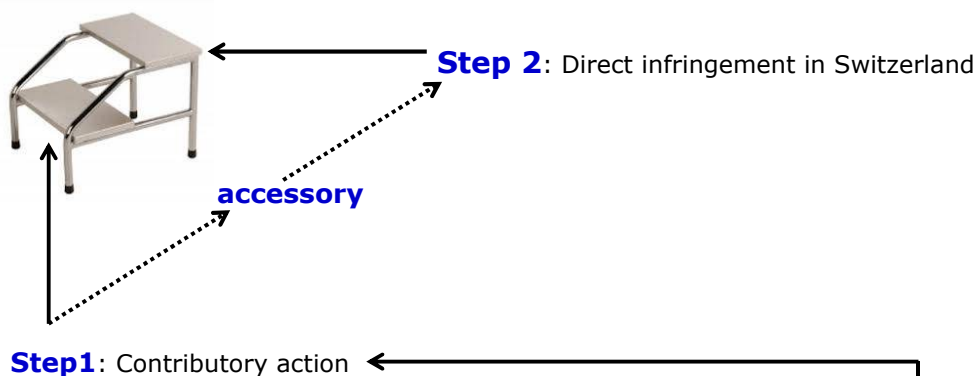 Step 2: Direct infringement in Switzerland
accessory
Step1: Contributory action